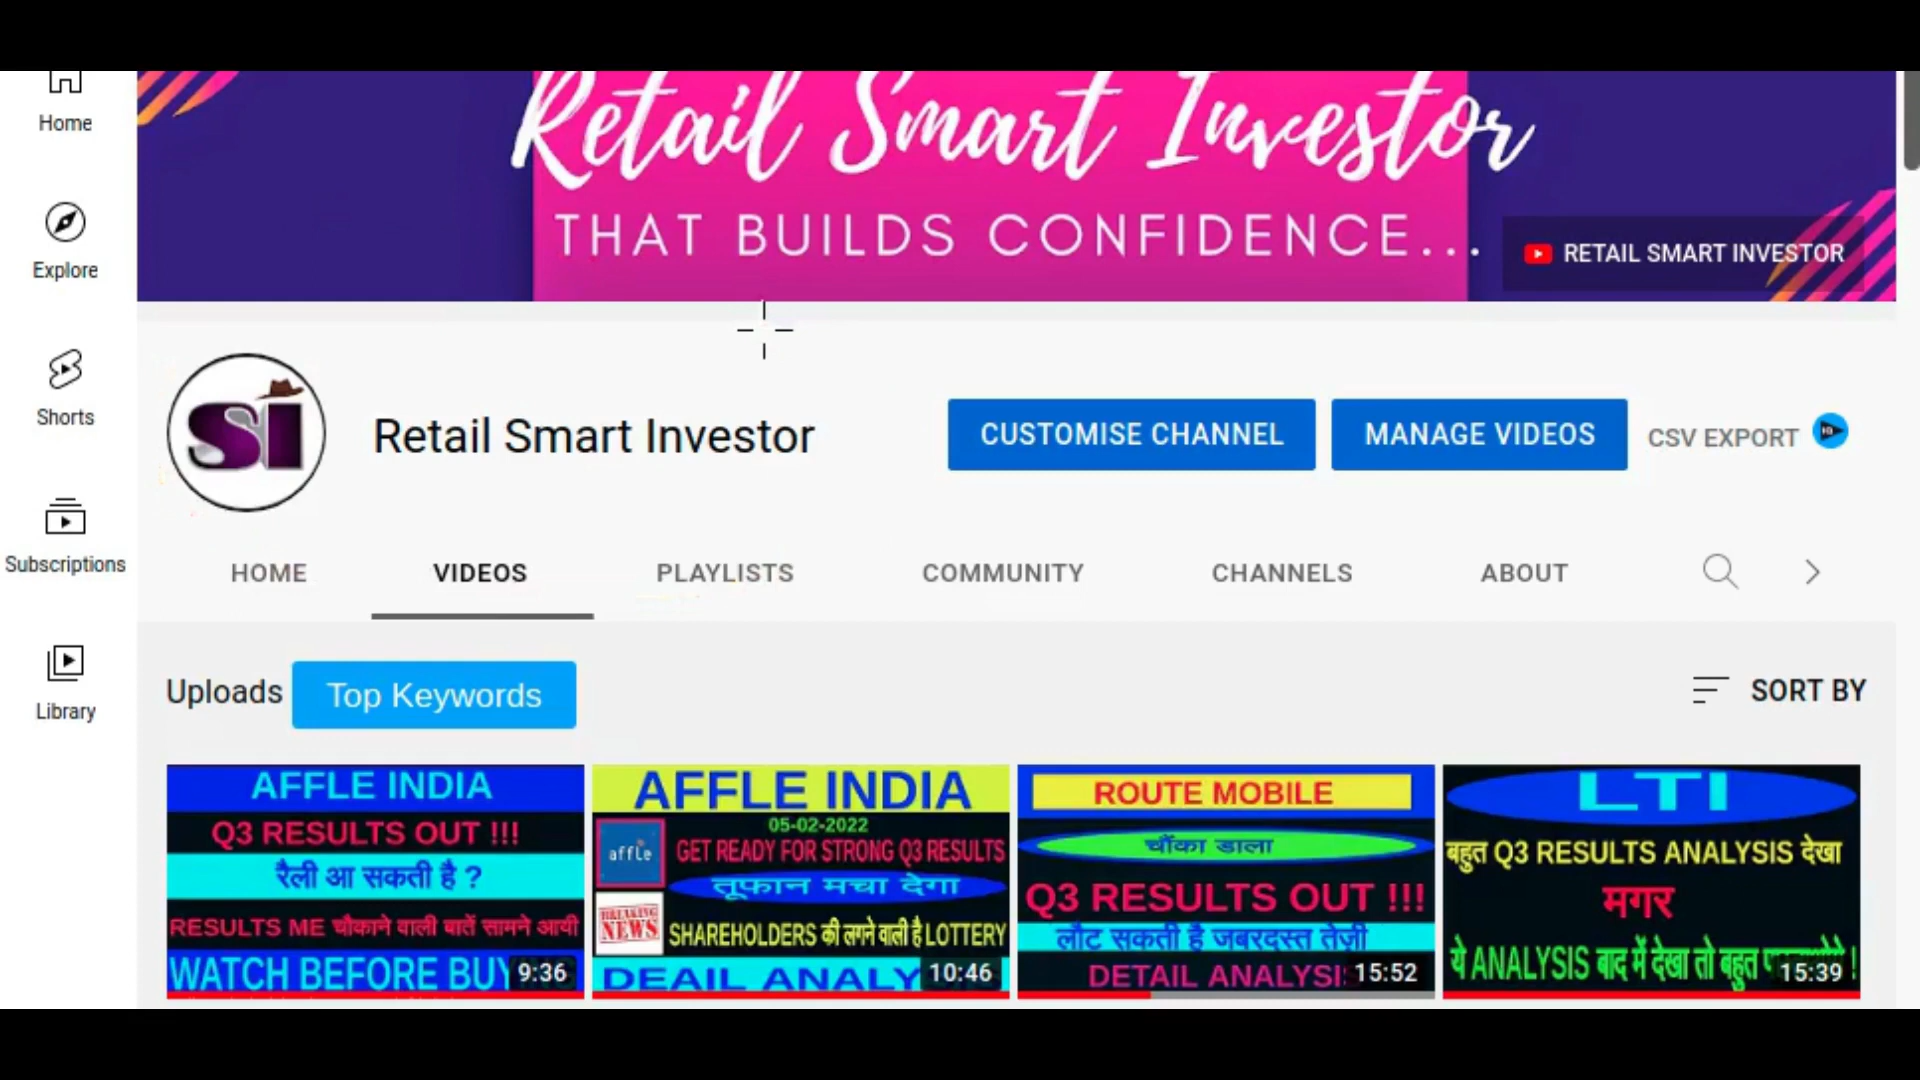 Retail Smart Investor
THAT BUILDS CONFIDENCE...
RETAIL SMART INVESTOR
Home
Explore
Shorts
Subscriptions
Library
SI
Retail Smart Investor
CUSTOMISE CHANNEL
MANAGE VIDEOS
CSV EXPORT
HOME
VIDEOS
PLAYLISTS
COMMUNITY
CHANNELS
ABOUT
Uploads
Top Keywords
SORT BY
AFFLE INDIA
Q3 RESULTS OUT !!!
रैली आ सकती है ?
RESULTS ME चौकाने वाली बातें सामने आयी
WATCH BEFORE BUY
9:36
AFFLE INDIA
05-02-2022
affle
GET READY FOR STRONG Q3 RESULTS
तूफान मचा देगा
BREAKING
NEWS
SHAREHOLDERS की लगने वाली है LOTTERY
DEAIL ANALY
10:46
ROUTE MOBILE
चौंका डाला
Q3 RESULTS OUT !!!
लौट सकती है जबरदस्त तेज़ी
DETAIL ANALYSI
15:52
LTI
बहुत Q3 RESULTS ANALYSIS देखा
मगर
ये ANALYSIS बाद में देखा तो बहुत
15:39